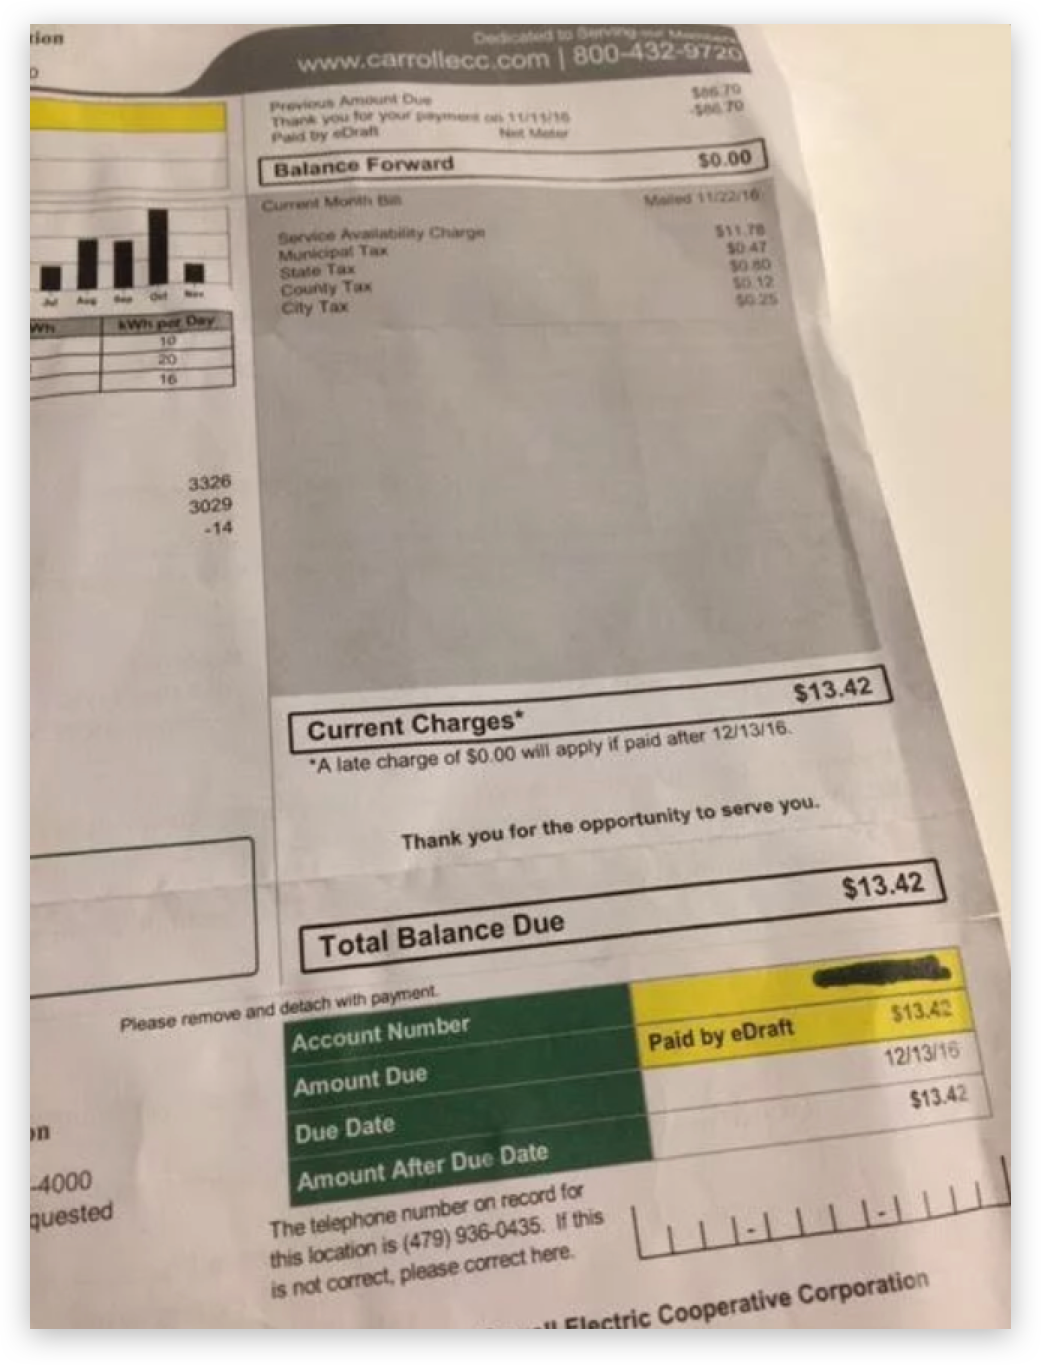 tion
Dedicated to Serving our Members
www.carrollecc.com | 800-432-9720
Previous Amount Due $86.70
Thank you for your payment on 11/11/16 -$86.70
Paid by eDraft Net Meter
Balance Forward $0.00
Current Month Bill Mailed 11/22/16
Service Availability Charge $11.78
Municipal Tax $0.47
State Tax $0.80
County Tax $0.12
City Tax $0.25
Jul Aug Sep Oct Nov
Wh kWh per Day
10
20
16
3326
3029
-14
Current Charges* $13.42
*A late charge of $0.00 will apply if paid after 12/13/16.
Thank you for the opportunity to serve you.
Total Balance Due $13.42
Please remove and detach with payment.
Account Number
Amount Due Paid by eDraft $13.42
Due Date 12/13/16
Amount After Due Date $13.42
on
-4000
quested
The telephone number on record for
this location is (479) 936-0435. If this
is not correct, please correct here.
- -
ll Electric Cooperative Corporation